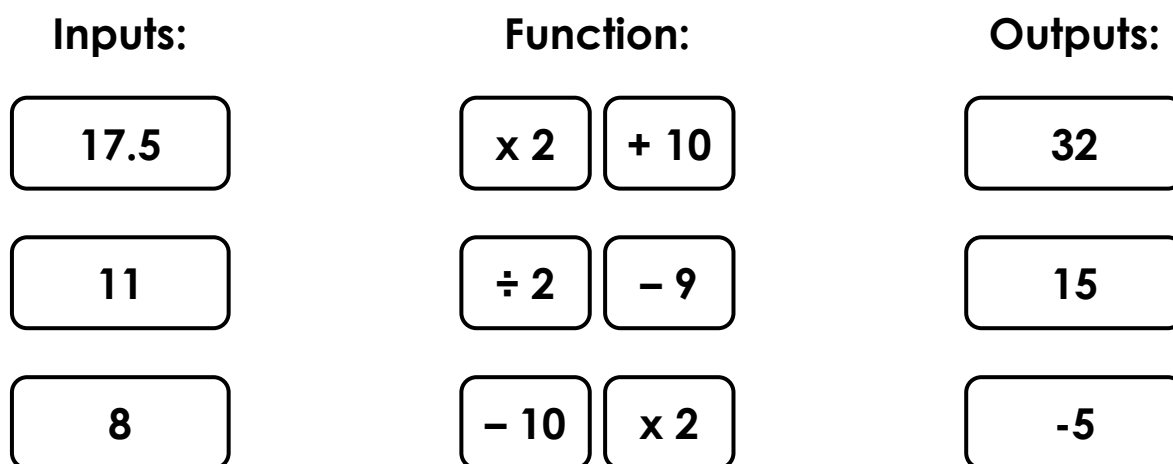 Inputs: Function: Outputs:
17.5 x 2 + 10 32
11 ÷ 2 – 9 15
8 – 10 x 2 -5